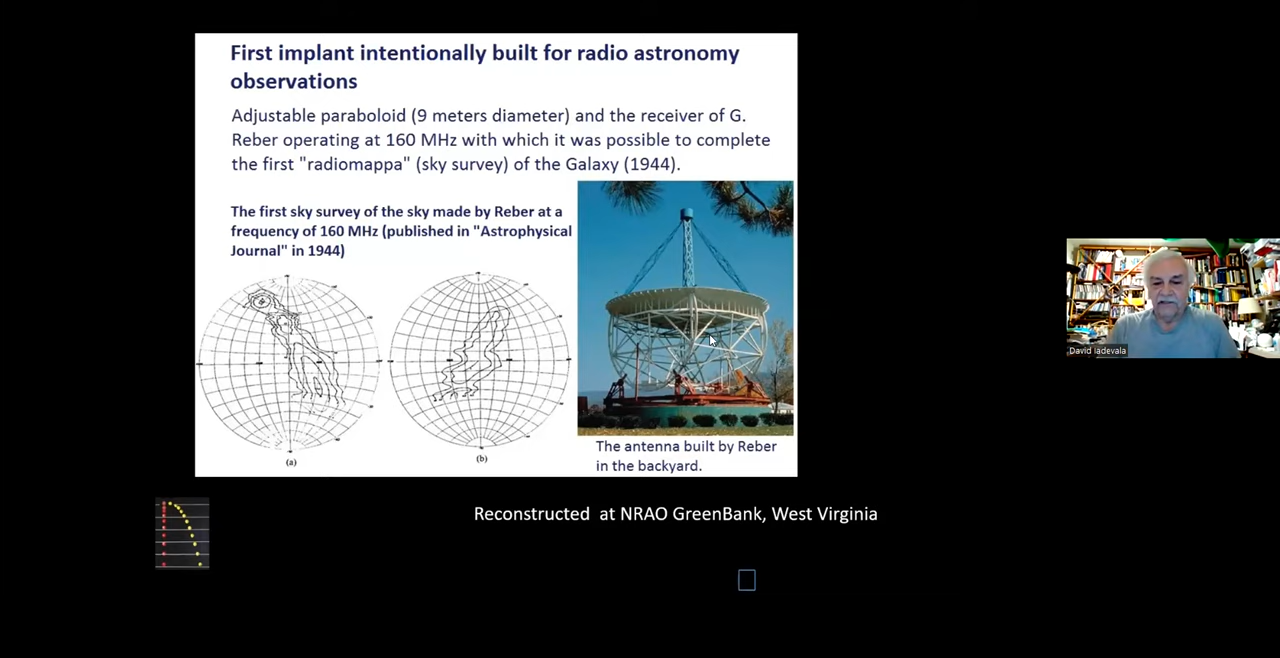 First implant intentionally built for radio astronomy
observations
Adjustable paraboloid (9 meters diameter) and the receiver of G.
Reber operating at 160 MHz with which it was possible to complete
the first "radiomappa" (sky survey) of the Galaxy (1944).
The first sky survey of the sky made by Reber at a
frequency of 160 MHz (published in "Astrophysical
Journal" in 1944)
(a)
(b)
The antenna built by Reber
in the backyard.
David Iadevaia
Reconstructed at NRAO GreenBank, West Virginia